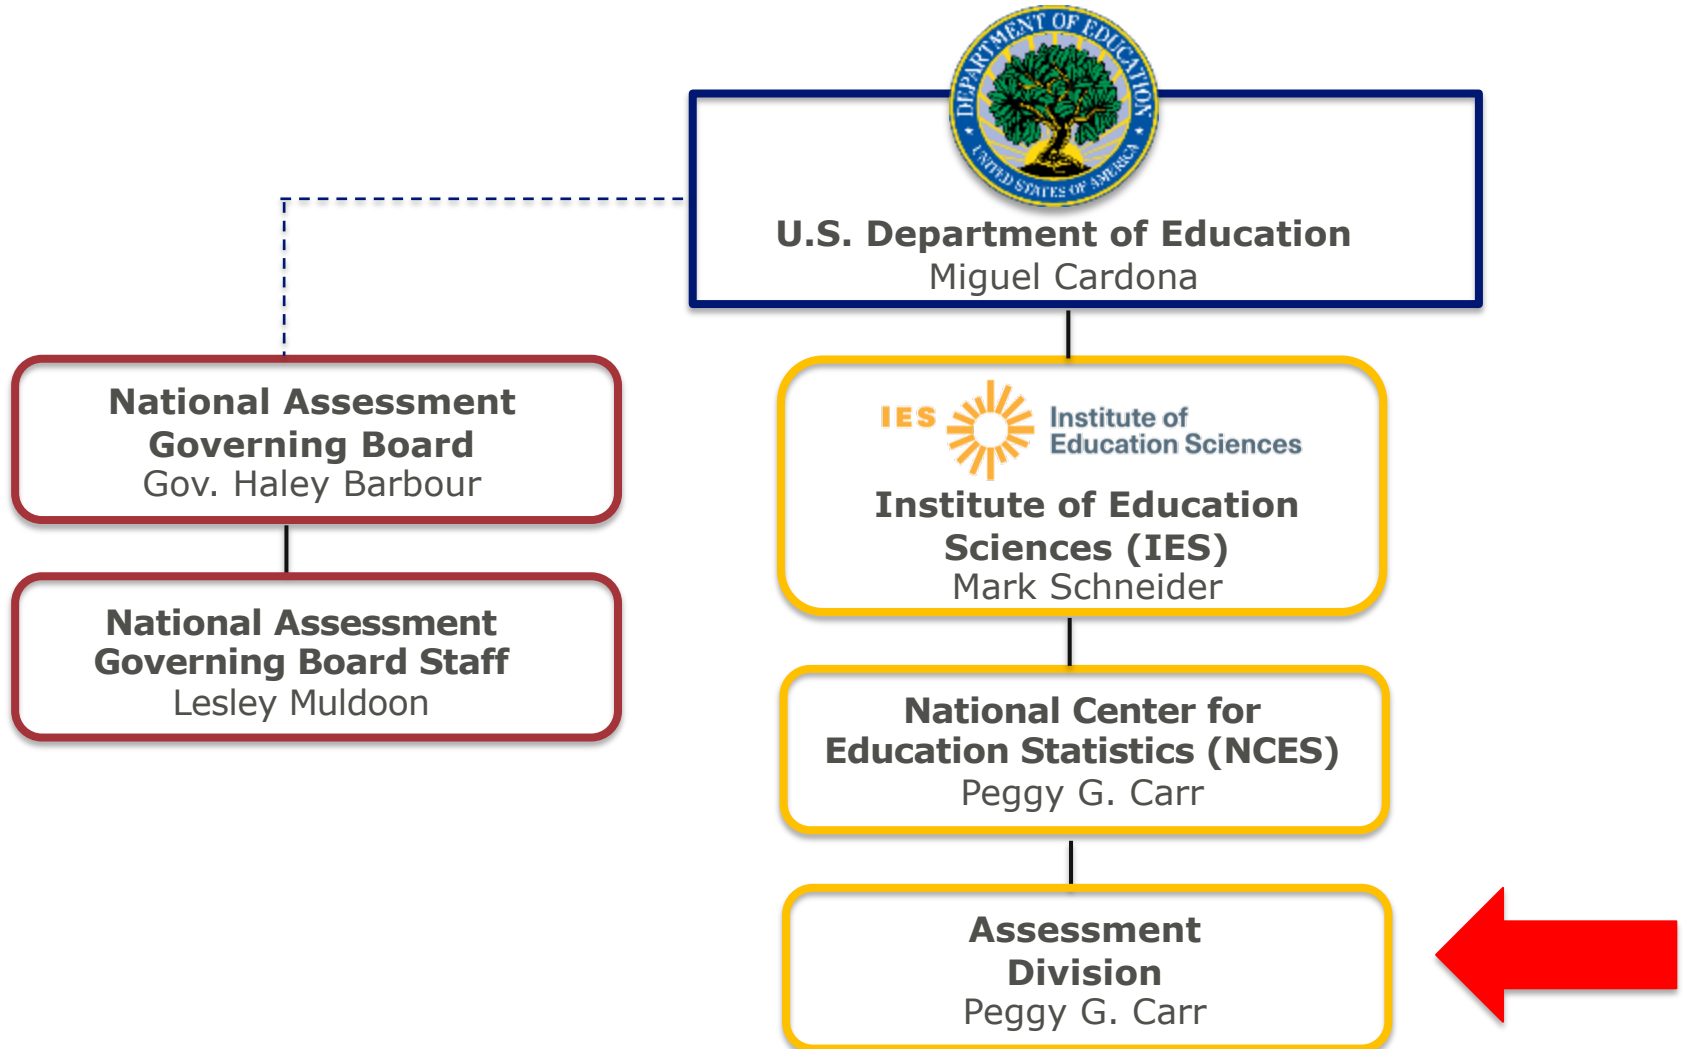 DEPARTMENT OF EDUCATION
UNITED STATES OF AMERICA
U.S. Department of Education
Miguel Cardona
National Assessment
Governing Board
Gov. Haley Barbour
National Assessment
Governing Board Staff
Lesley Muldoon
IES
Institute of
Education Sciences
Institute of Education
Sciences (IES)
Mark Schneider
National Center for
Education Statistics (NCES)
Peggy G. Carr
Assessment
Division
Peggy G. Carr